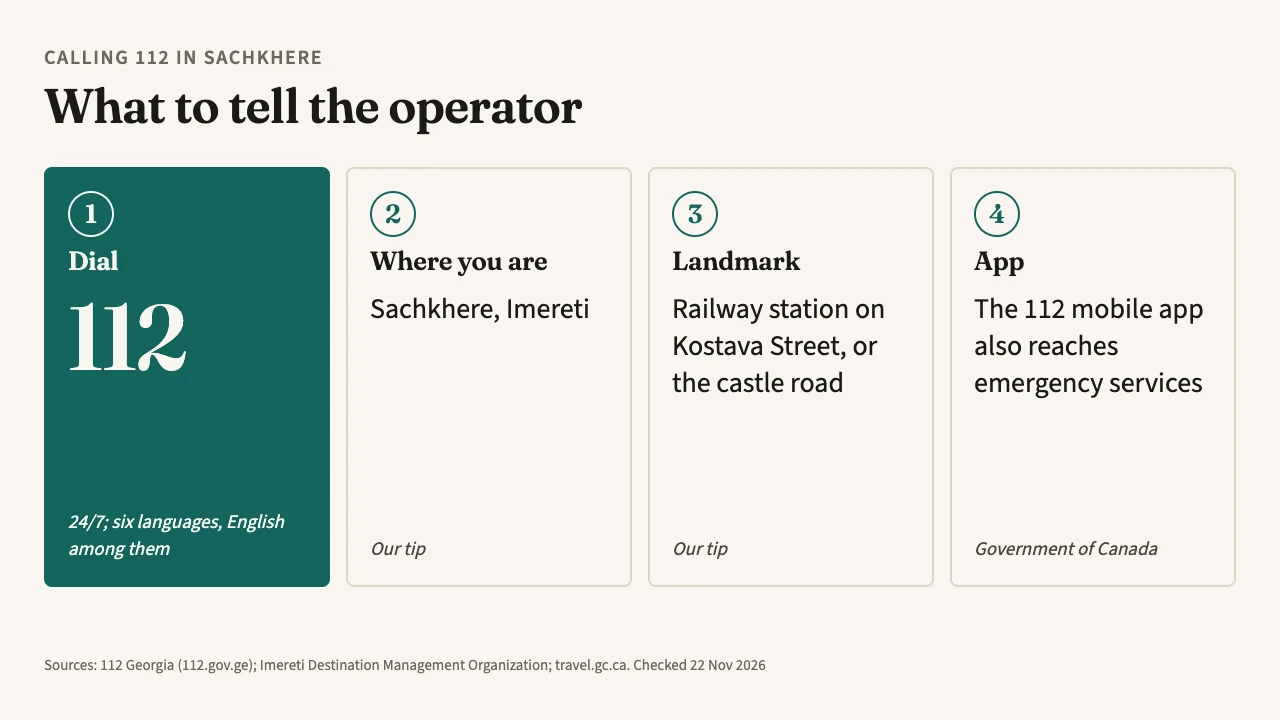 CALLING 112 IN SACHKHERE
What to tell the operator
1
Dial
112
24/7; six languages, English
among them
2
Where you are
Sachkhere, Imereti
Our tip
3
Landmark
Railway station on
Kostava Street, or
the castle road
Our tip
4
App
The 112 mobile app
also reaches
emergency services
Government of Canada
Sources: 112 Georgia (112.gov.ge); Imereti Destination Management Organization; travel.gc.ca. Checked 22 Nov 2026